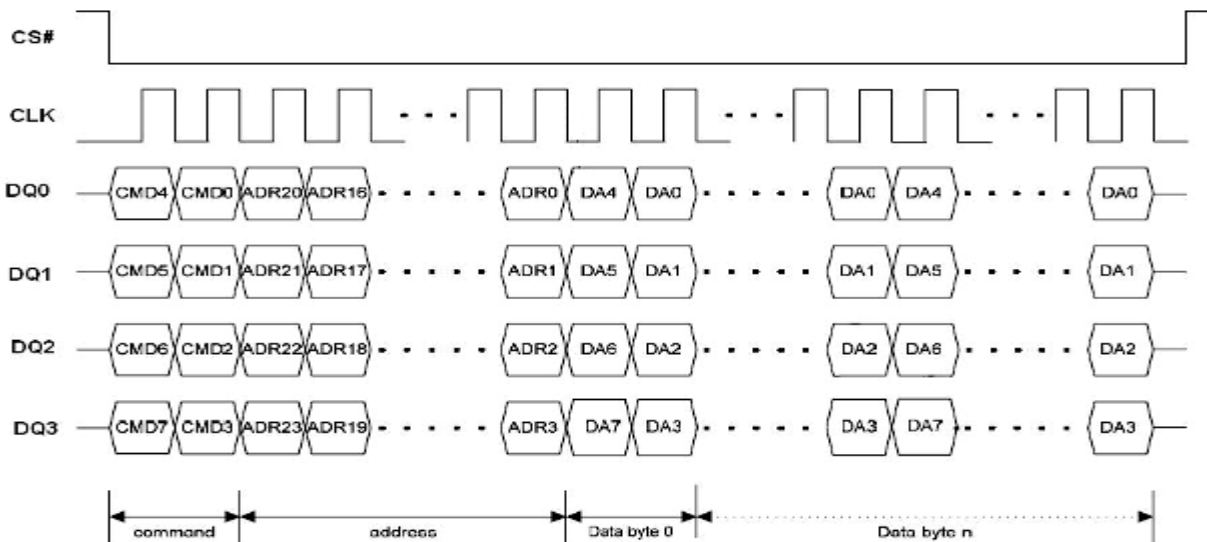 CS#
CLK
DQ0 CMD4 CMD0 ADR20 ADR16 ADR0 DA4 DA0 DA0 DA4 DA0
DQ1 CMD5 CMD1 ADR21 ADR17 ADR1 DA5 DA1 DA1 DA5 DA1
DQ2 CMD6 CMD2 ADR22 ADR18 ADR2 DA6 DA2 DA2 DA6 DA2
DQ3 CMD7 CMD3 ADR23 ADR19 ADR3 DA7 DA3 DA3 DA7 DA3
command address Data byte 0 Data byte n